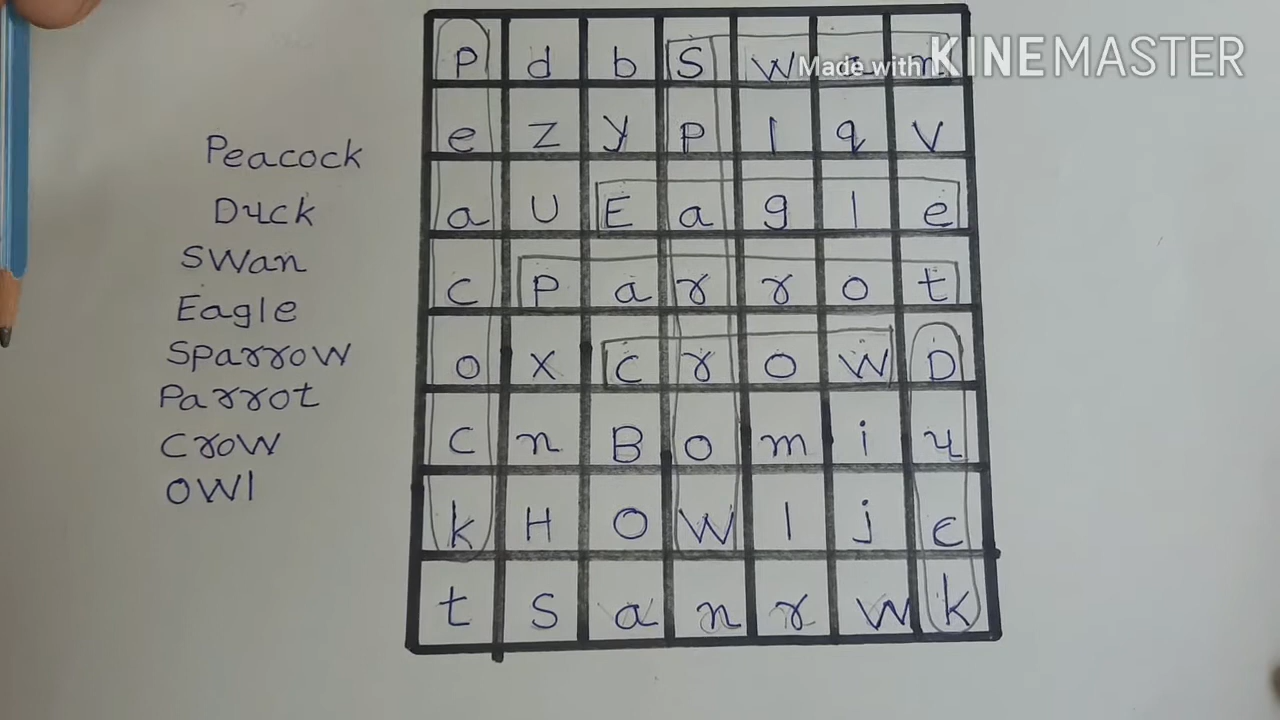 Peacock
Duck
Swan
Eagle
Sparrow
Parrot
Crow
Owl
P d b S W a n
e z y P l q v
a U E a g l e
c P a r r o t
o x C r o W D
c n B o m i u
k H O W l j c
t S a n r w k
Made with KINEMASTER